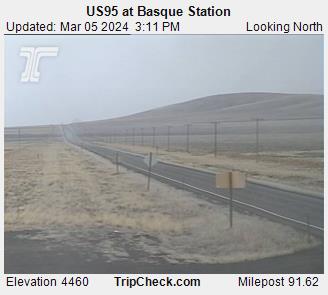 US95 at Basque Station
Updated: Mar 05 2024 3:11 PM Looking North
Elevation 4460 TripCheck.com Milepost 91.62